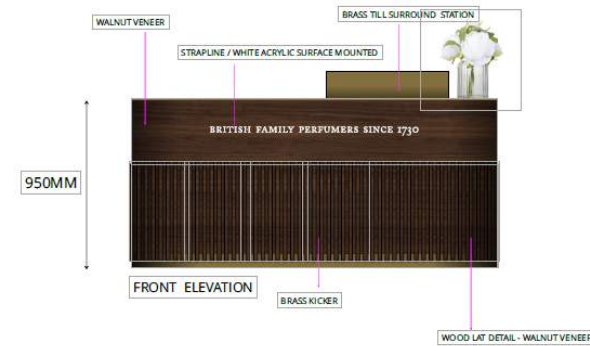 BRASS TILL SURROUND STATION
WALNUT VENEER
STRAPLINE / WHITE ACRYLIC SURFACE MOUNTED
BRITISH FAMILY PERFUMERS SINCE 1730
950MM
FRONT ELEVATION
BRASS KICKER
WOOD LAT DETAIL - WALNUT VENEER